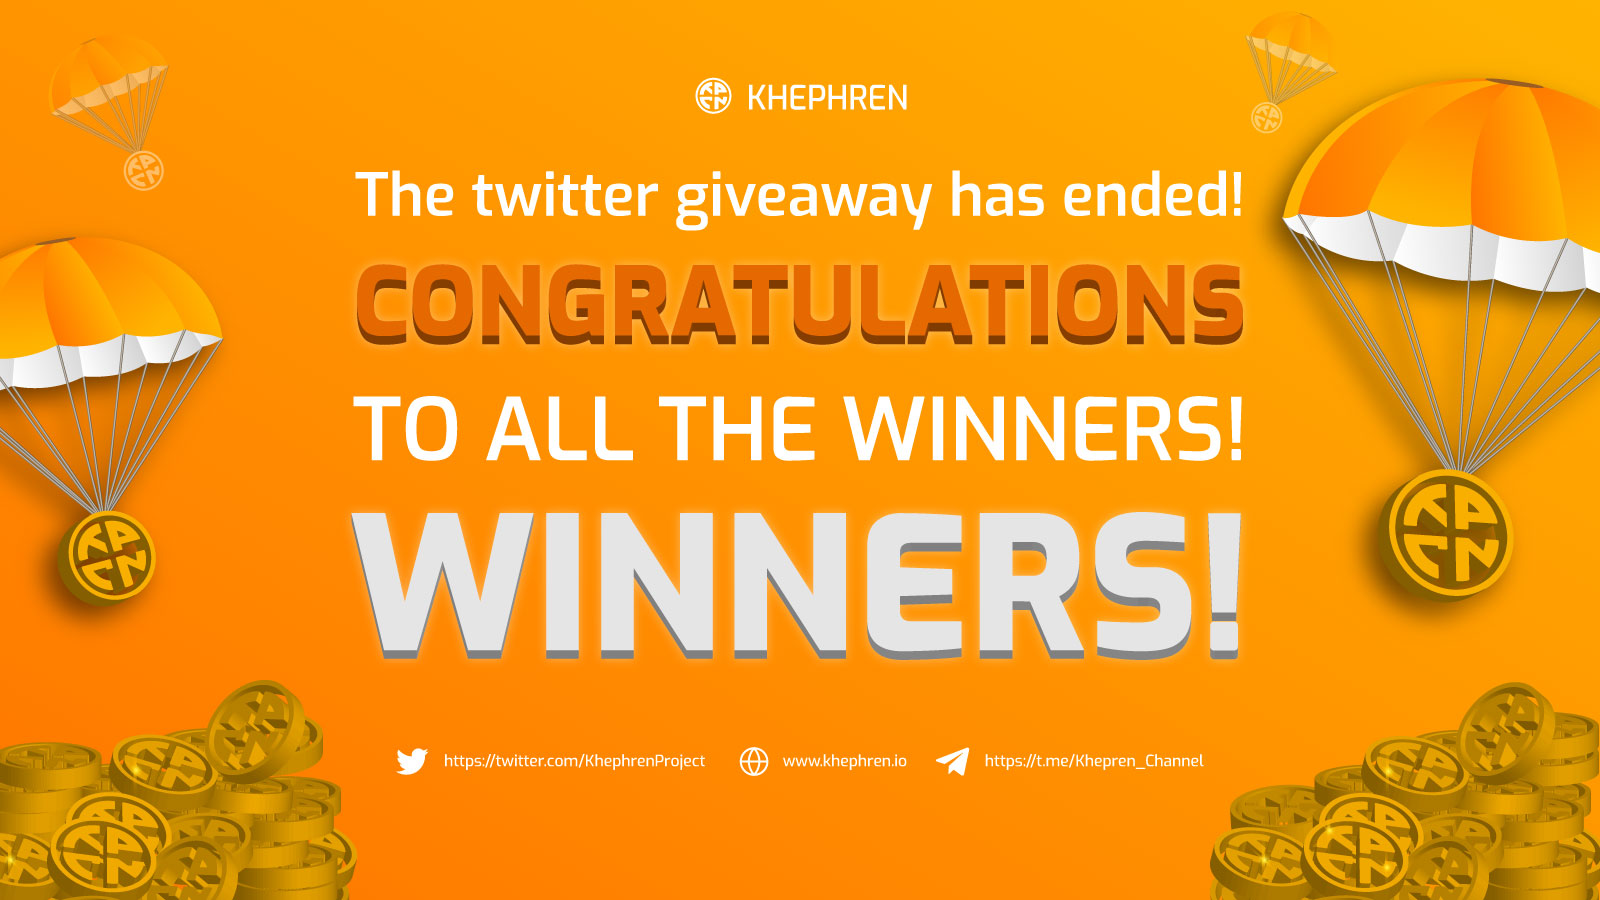 KHEPHREN
The twitter giveaway has ended!
CONGRATULATIONS
TO ALL THE WINNERS!
WINNERS!
https://twitter.com/KhephrenProject
www.khephren.io
https://t.me/Khepren_Channel